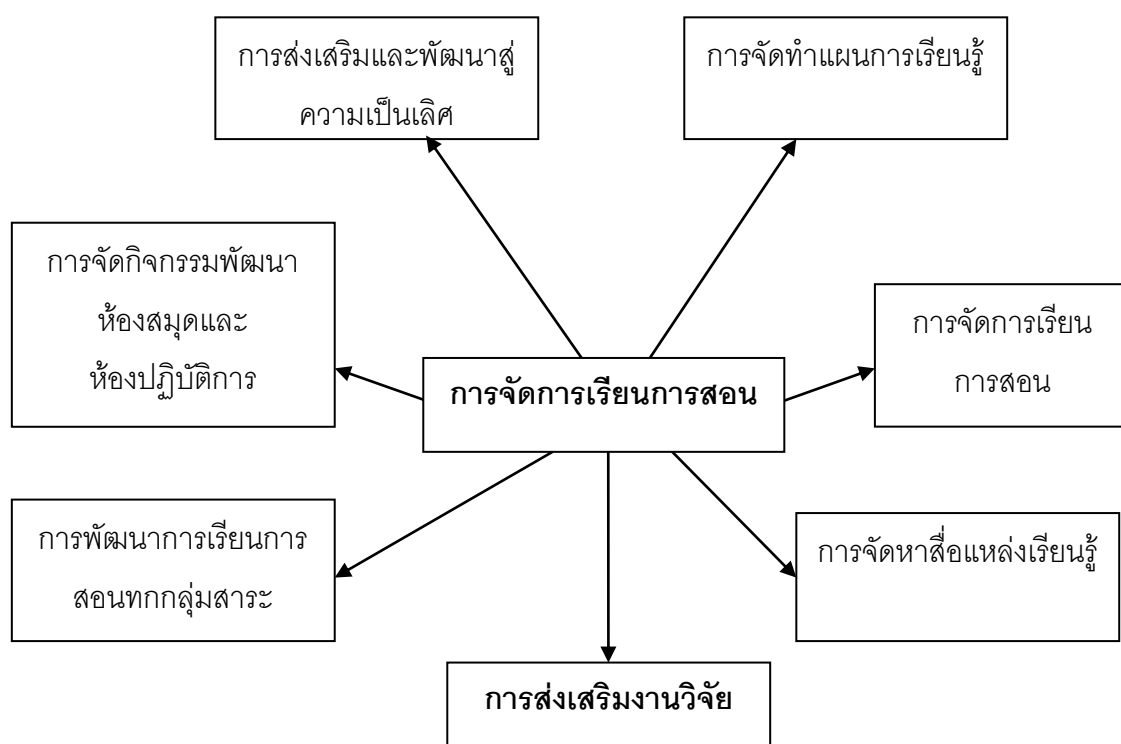 การส่งเสริมและพัฒนาสู่
ความเป็นเลิศ
การจัดทำแผนการเรียนรู้
การจัดกิจกรรมพัฒนา
ห้องสมุดและ
ห้องปฏิบัติการ
การจัดการเรียน
การสอน
การจัดการเรียนการสอน
การพัฒนาการเรียนการ
สอนทกกลุ่มสาระ
การจัดหาสื่อแหล่งเรียนรู้
การส่งเสริมงานวิจัย